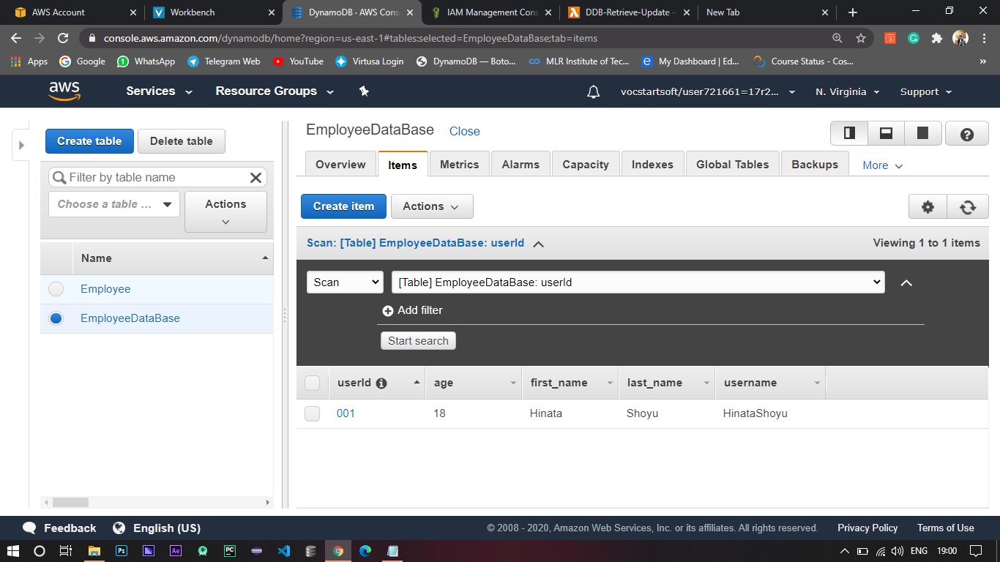 AWS Account
Workbench
DynamoDB · AWS Cons
IAM Management Cons
DDB-Retrieve-Update -
New Tab
console.aws.amazon.com/dynamodb/home?region=us-east-1#tables:selected=EmployeeDataBase;tab=items
Apps
Google
WhatsApp
Telegram Web
YouTube
Virtusa Login
DynamoDB — Boto...
MLR Institute of Tec...
My Dashboard | Ed...
Course Status - Cos...
aws
Services
Resource Groups
vocstartsoft/user721661=17r2...
N. Virginia
Support
Create table
Delete table
Filter by table name
Choose a table ...
Actions
Name
Employee
EmployeeDataBase
EmployeeDataBase
Close
Overview
Items
Metrics
Alarms
Capacity
Indexes
Global Tables
Backups
More
Create item
Actions
Scan: [Table] EmployeeDataBase: userId
Viewing 1 to 1 items
Scan
[Table] EmployeeDataBase: userId
Add filter
Start search
userId
age
first_name
last_name
username
001
18
Hinata
Shoyu
HinataShoyu
Feedback
English (US)
© 2008 - 2020, Amazon Web Services, Inc. or its affiliates. All rights reserved.
Privacy Policy
Terms of Use
Ps
Ae
PC
ENG
19:00